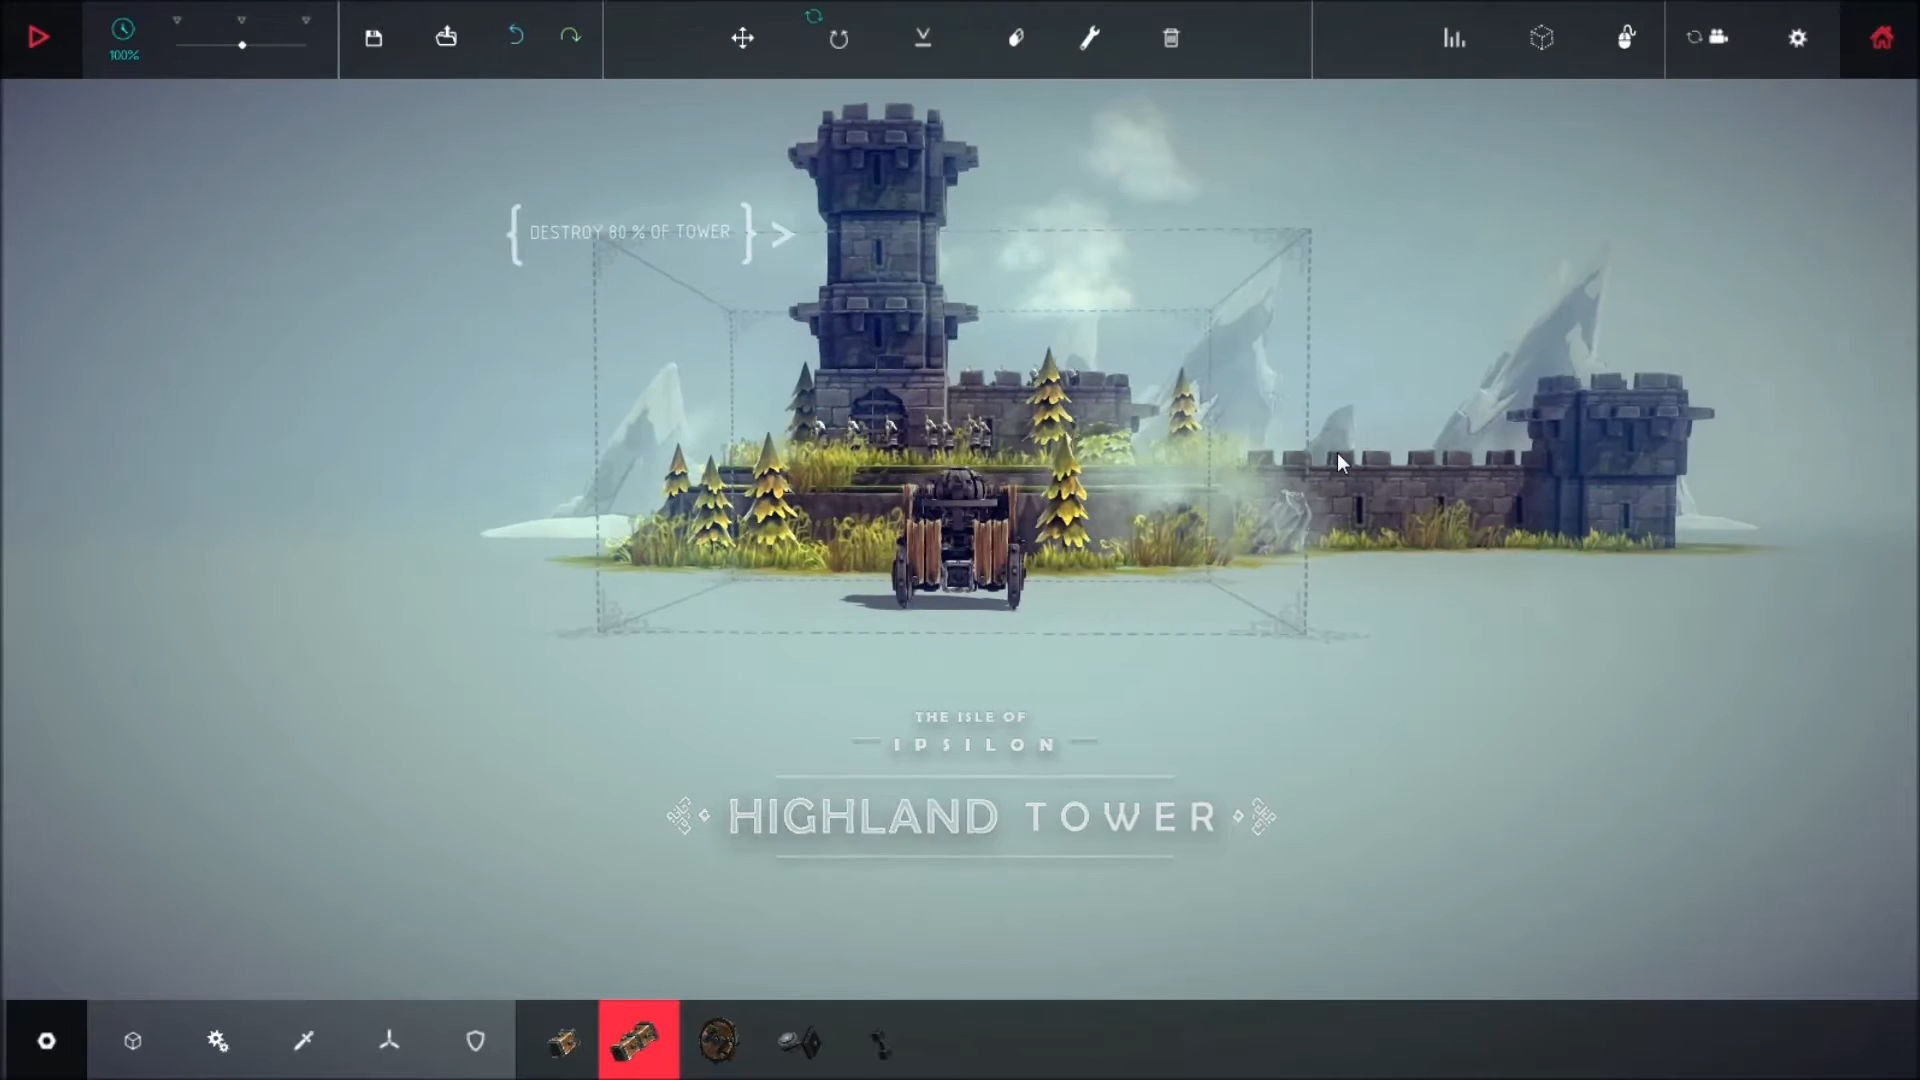 100%
DESTROY 80 % OF TOWER
THE ISLE OF
IPSILON
HIGHLAND TOWER